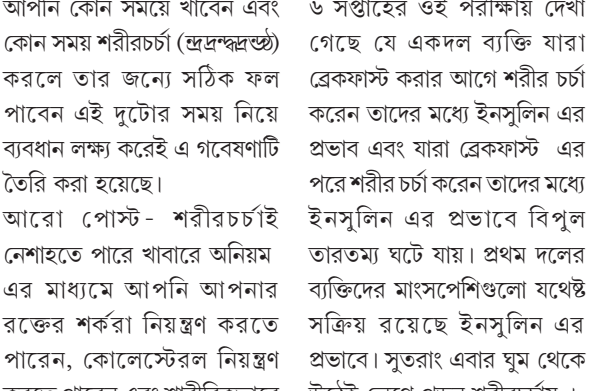 আপনি কোন সময়ে খাবেন এবং
কোন সময় শরীরচর্চা
করলে তার জন্যে সঠিক ফল
পাবেন এই দুটোর সময় নিয়ে
ব্যবধান লক্ষ্য করেই এ গবেষণাটি
তৈরি করা হয়েছে।
আরো পোস্ট- শরীরচর্চাই
নেশাহতে পারে খাবারে অনিয়ম
এর মাধ্যমে আপনি আপনার
রক্তের শর্করা নিয়ন্ত্রণ করতে
পারেন, কোলেস্টেরল নিয়ন্ত্রণ
৬ সপ্তাহের ওই পরীক্ষায় দেখা
গেছে যে একদল ব্যক্তি যারা
ব্রেকফাস্ট করার আগে শরীর চর্চা
করেন তাদের মধ্যে ইনসুলিন এর
প্রভাব এবং যারা ব্রেকফাস্ট এর
পরে শরীর চর্চা করেন তাদের মধ্যে
ইনসুলিন এর প্রভাবে বিপুল
তারতম্য ঘটে যায়। প্রথম দলের
ব্যক্তিদের মাংসপেশিগুলো যথেষ্ট
সক্রিয় রয়েছে ইনসুলিন এর
প্রভাবে। সুতরাং এবার ঘুম থেকে